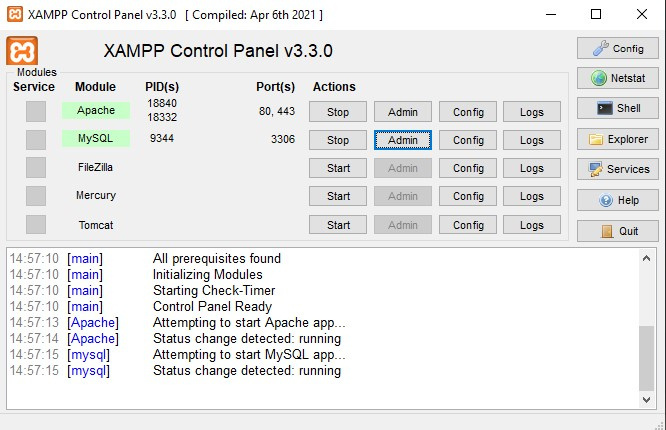 XAMPP Control Panel v3.3.0 [ Compiled: Apr 6th 2021 ]
XAMPP Control Panel v3.3.0
Config
Modules
Service Module PID(s) Port(s) Actions
Netstat
Apache 18840 18332 80, 443 Stop Admin Config Logs
Shell
MySQL 9344 3306 Stop Admin Config Logs
Explorer
FileZilla Start Admin Config Logs
Services
Mercury Start Admin Config Logs
Help
Tomcat Start Admin Config Logs
Quit
14:57:10 [main] All prerequisites found
14:57:10 [main] Initializing Modules
14:57:10 [main] Starting Check-Timer
14:57:10 [main] Control Panel Ready
14:57:13 [Apache] Attempting to start Apache app...
14:57:14 [Apache] Status change detected: running
14:57:15 [mysql] Attempting to start MySQL app...
14:57:15 [mysql] Status change detected: running